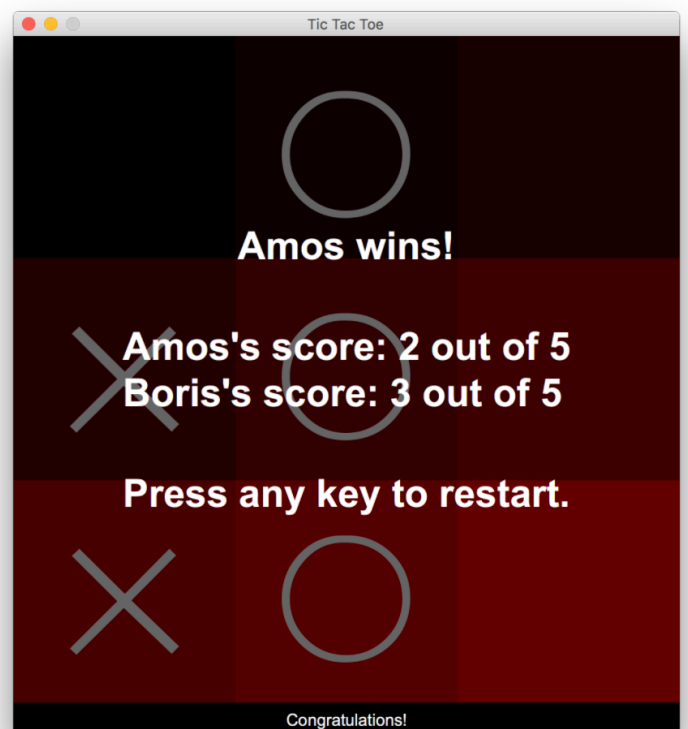 Tic Tac Toe
Amos wins!
Amos's score: 2 out of 5
Boris's score: 3 out of 5
Press any key to restart.
Congratulations!